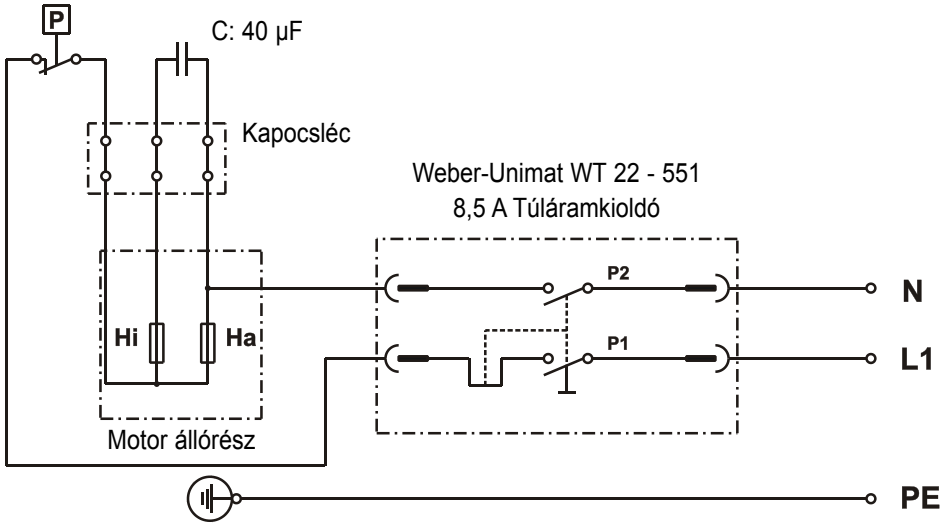 P
C: 40 µF
Kapocsléc
Weber-Unimat WT 22 - 551
8,5 A Túláramkioldó
P2
N
Hi
Ha
P1
L1
Motor állórész
PE